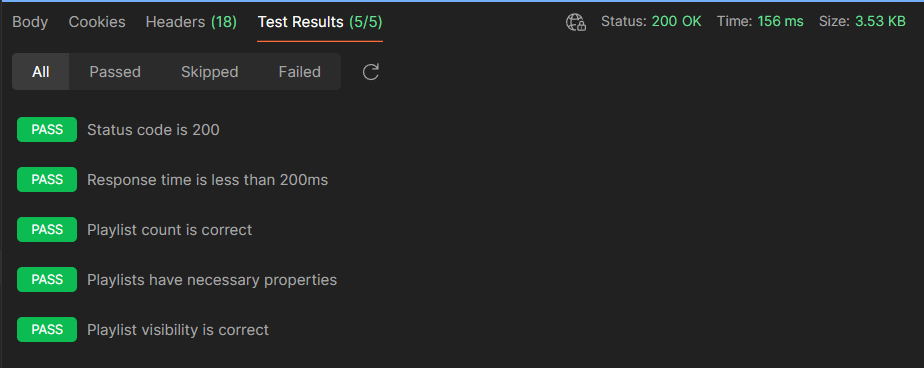 Body Cookies Headers (18) Test Results (5/5) Status: 200 OK Time: 156 ms Size: 3.53 KB
All Passed Skipped Failed
PASS Status code is 200
PASS Response time is less than 200ms
PASS Playlist count is correct
PASS Playlists have necessary properties
PASS Playlist visibility is correct